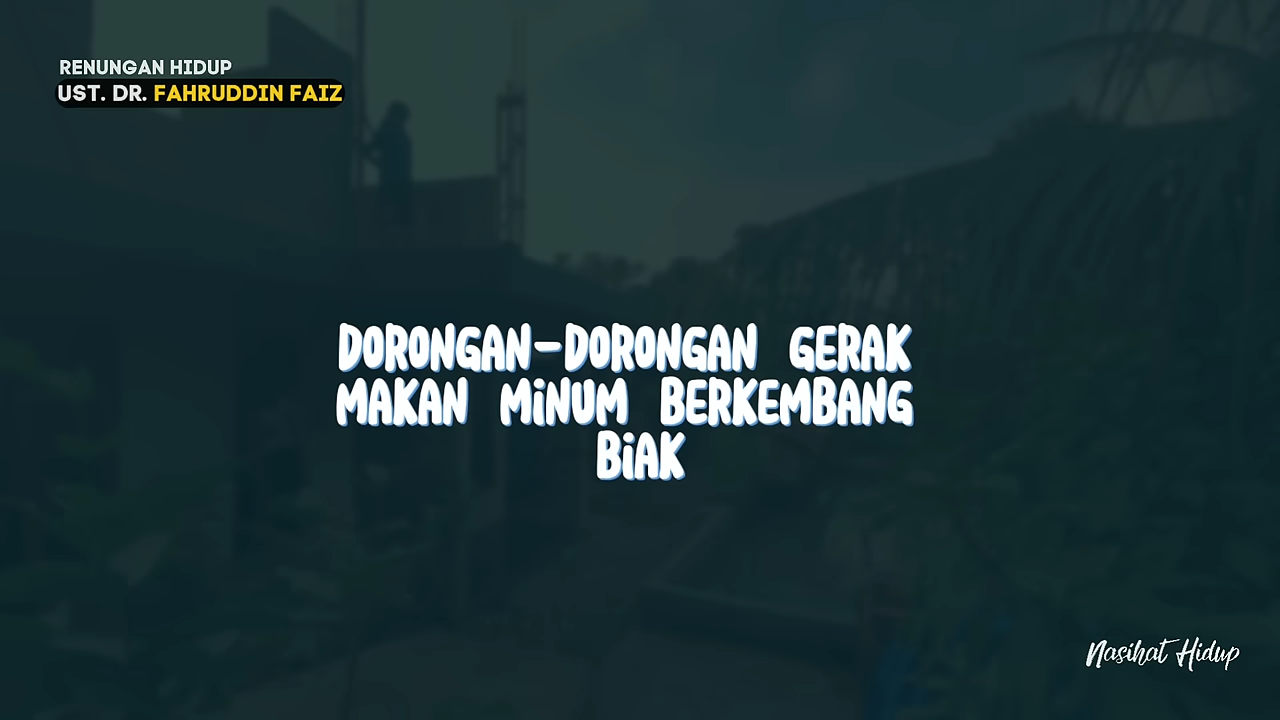 RENUNGAN HIDUP
UST. DR. FAHRUDDIN FAIZ
DORONGAN-DORONGAN GERAK
MAKAN MiNUM BERKEMBANG
BiAK
Nasihat Hidup